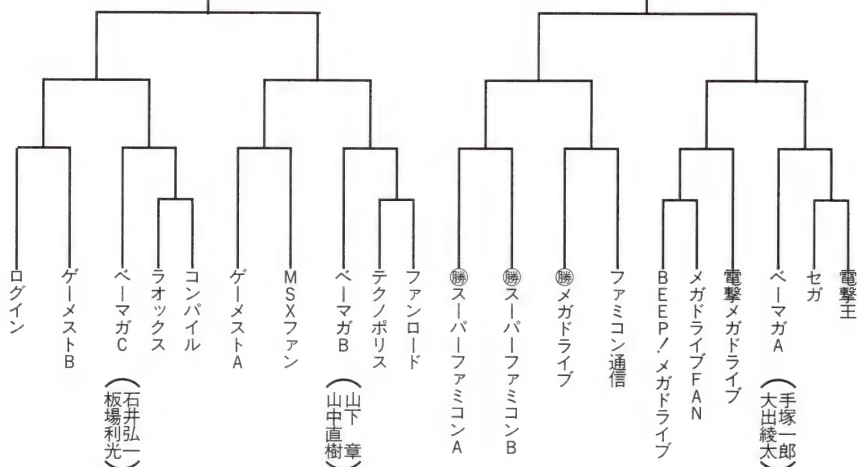 電撃王
セガ
ベーマガA
（手塚一郎
大出綾太）
電撃メガドライブ
メガドライブFAN
BEEP！メガドライブ
ファミコン通信
㊙メガドライブ
㊙スーパーファミコンB
㊙スーパーファミコンA
ファンロード
テクノポリス
ベーマガB
（山下 章
山中直樹）
MSXファン
ゲーメストA
コンパイル
ラオックス
ベーマガC
（石井弘一
板場利光）
ゲーメストB
ログイン